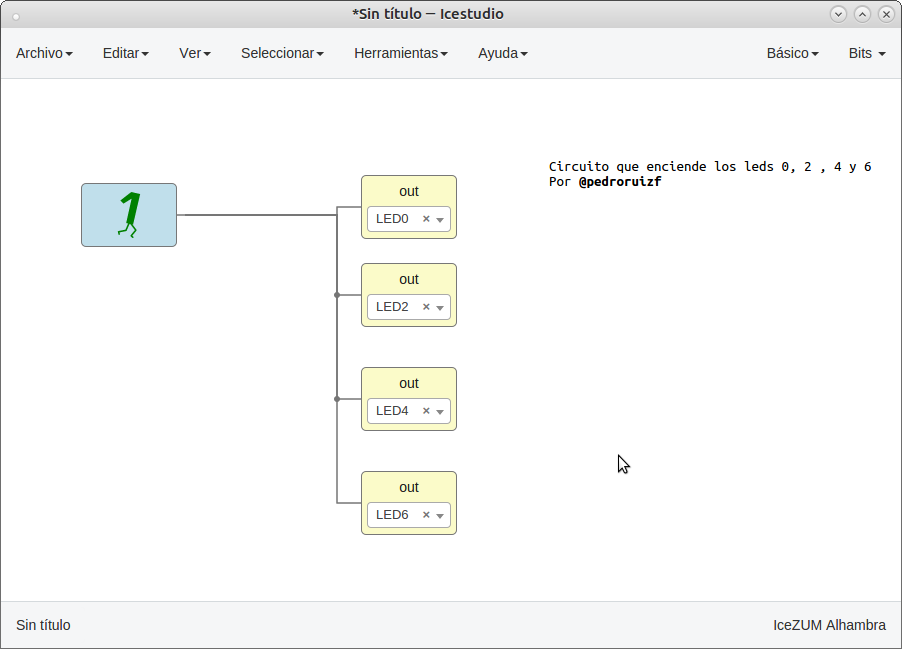 *Sin título — Icestudio
Archivo Editar Ver Seleccionar Herramientas Ayuda Básico Bits
Circuito que enciende los leds 0, 2 , 4 y 6
Por @pedroruizf
1
out
LED0 ×
out
LED2 ×
out
LED4 ×
out
LED6 ×
Sin título IceZUM Alhambra